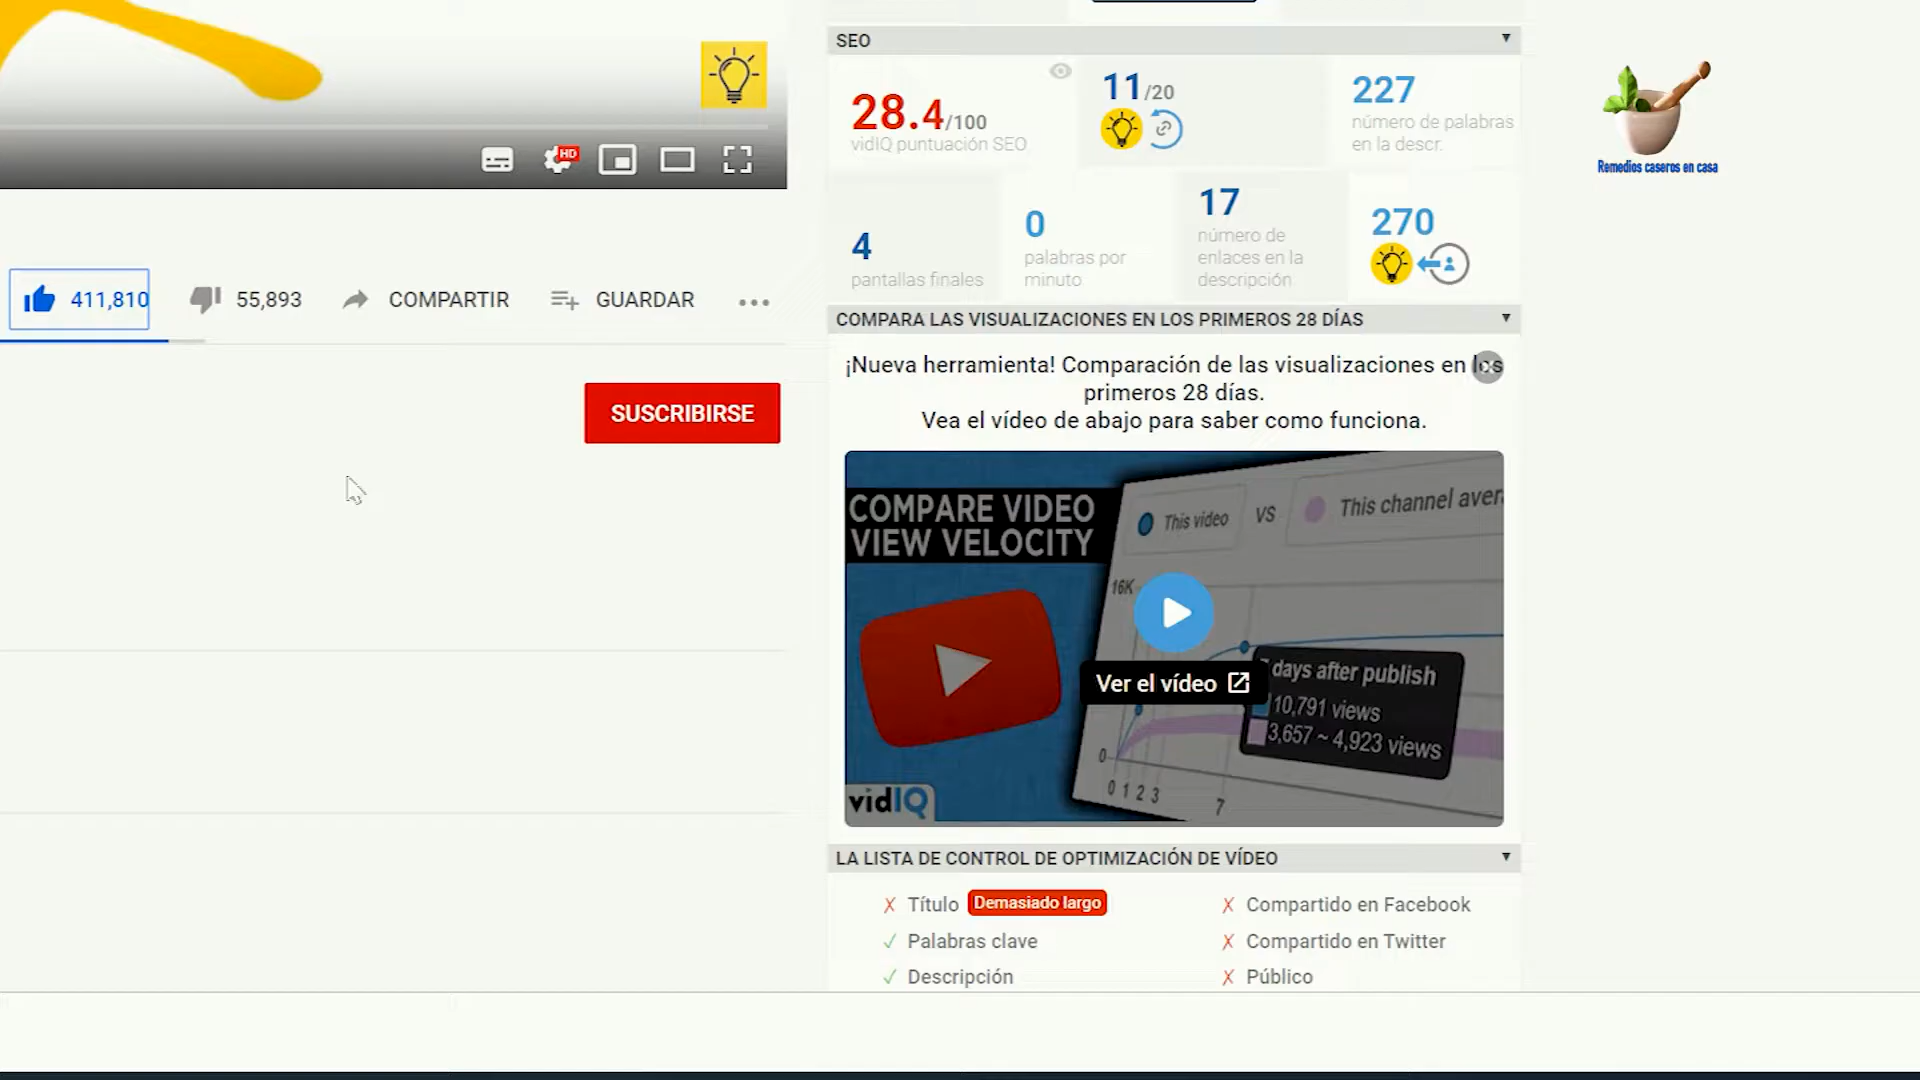 HD
411,810
55,893
COMPARTIR
GUARDAR
SUSCRIBIRSE
SEO
28.4/100
vidIQ puntuación SEO
11/20
227
número de palabras
en la descr.
4
pantallas finales
0
palabras por
minuto
17
número de
enlaces en la
descripción
270
COMPARA LAS VISUALIZACIONES EN LOS PRIMEROS 28 DÍAS
¡Nueva herramienta! Comparación de las visualizaciones en los
primeros 28 días.
Vea el vídeo de abajo para saber como funciona.
COMPARE VIDEO
VIEW VELOCITY
This video
VS
This channel aver
16K
Ver el vídeo
days after publish
10,791 views
3,657 ~ 4,923 views
0
0 1 2 3
7
vidIQ
LA LISTA DE CONTROL DE OPTIMIZACIÓN DE VÍDEO
Título Demasiado largo
Palabras clave
Descripción
Compartido en Facebook
Compartido en Twitter
Público
Remedios caseros en casa